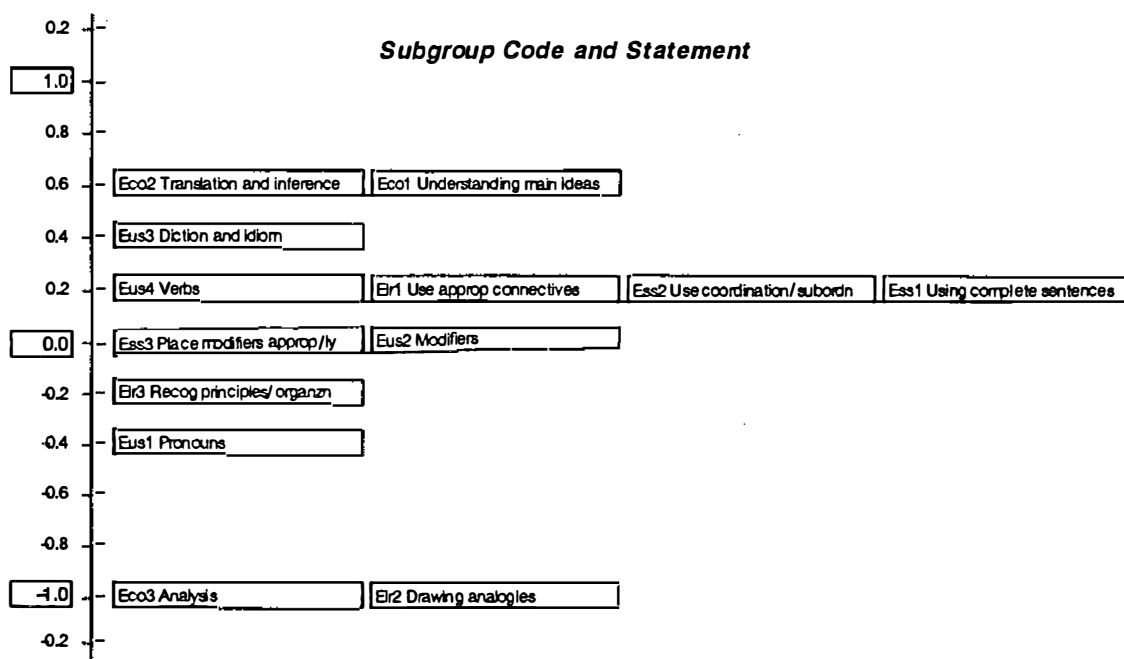 0.2
Subgroup Code and Statement
1.0
0.8
0.6 Eco2 Translation and inference Eco1 Understanding main ideas
0.4 Eus3 Diction and idiom
0.2 Eus4 Verbs Elr1 Use approp connectives Ess2 Use coordination/subordn Ess1 Using complete sentences
0.0 Ess3 Place modifiers approp/ly Eus2 Modifiers
-0.2 Elr3 Recog principles/organzn
-0.4 Eus1 Pronouns
-0.6
-0.8
-1.0 Eco3 Analysis Elr2 Drawing analogies
-0.2